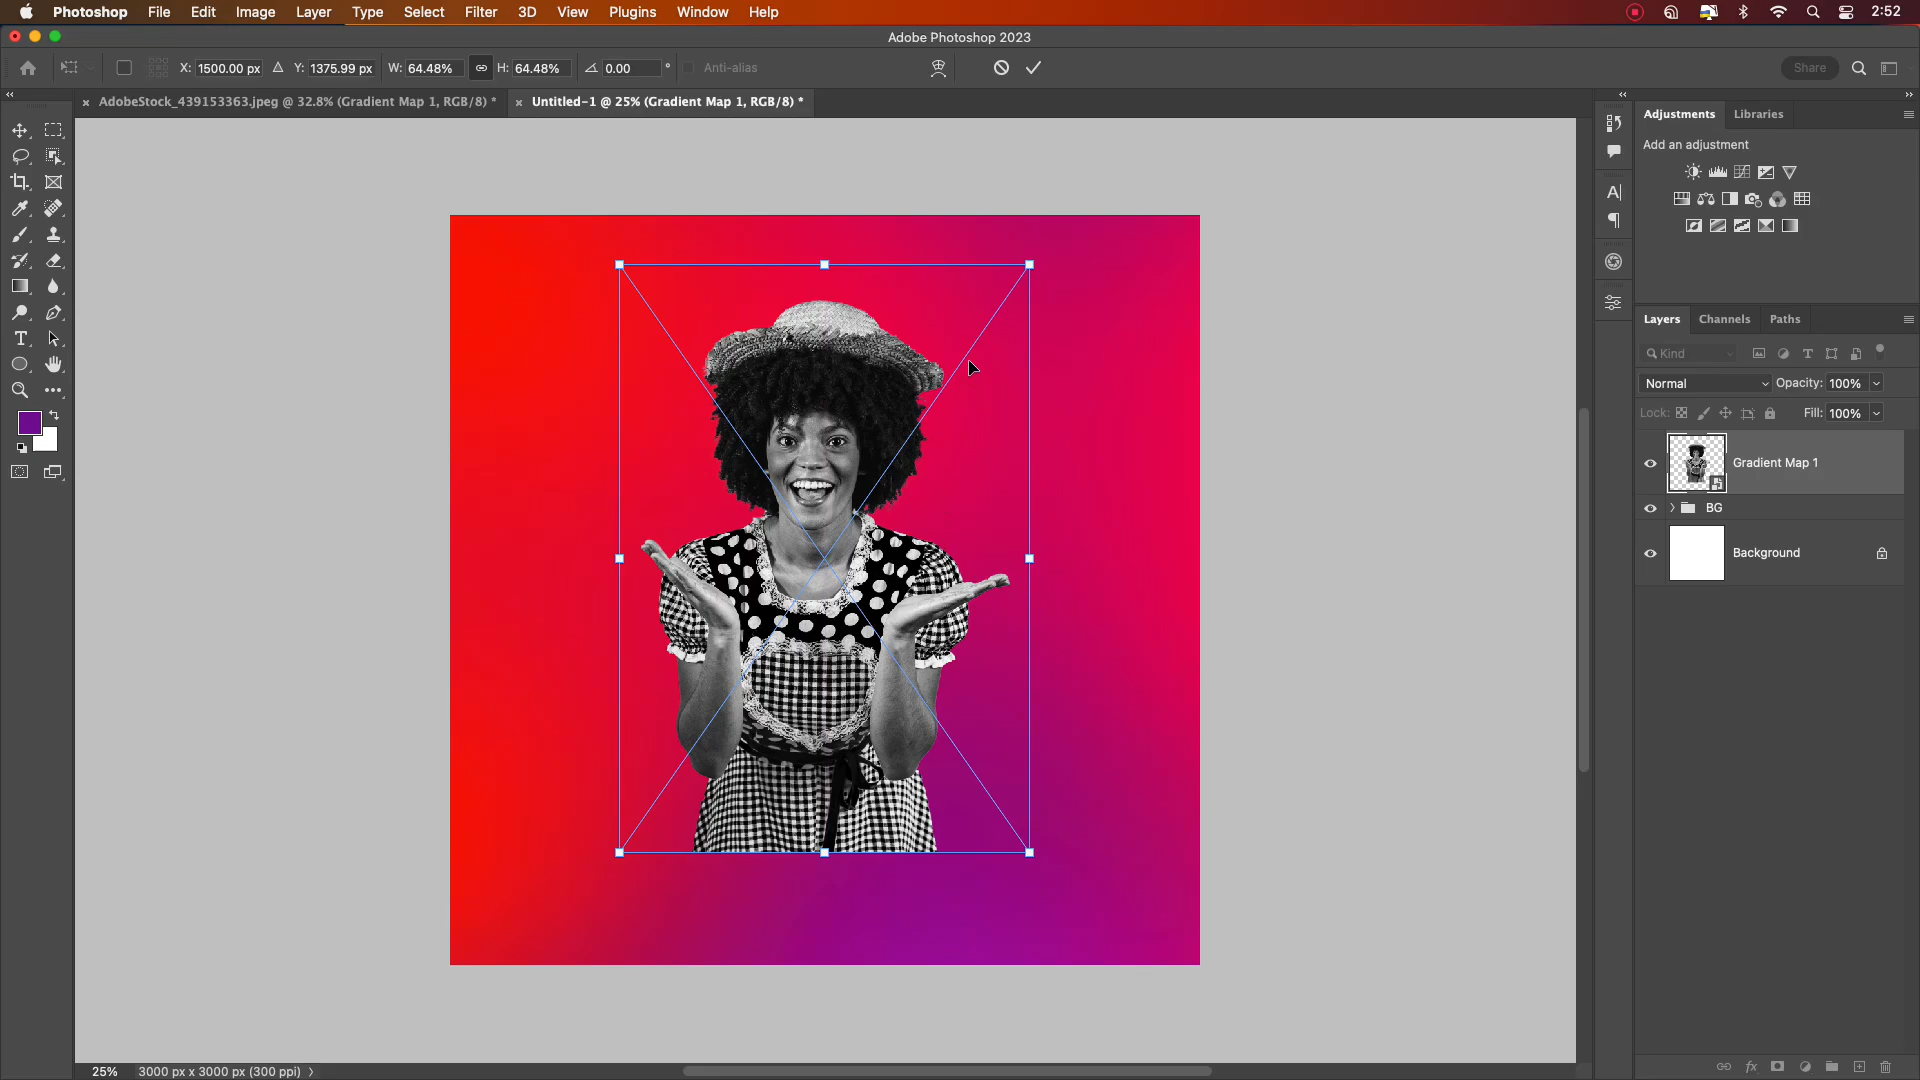 Photoshop File Edit Image Layer Type Select Filter 3D View Plugins Window Help 2:52
Adobe Photoshop 2023
X: 1500.00 px Y: 1375.99 px W: 64.48% H: 64.48% 0.00 ° Anti-alias Share
AdobeStock_439153363.jpeg @ 32.8% (Gradient Map 1, RGB/8) * Untitled-1 @ 25% (Gradient Map 1, RGB/8) *
Adjustments Libraries
Add an adjustment
Layers Channels Paths
Kind
Normal Opacity: 100%
Lock: Fill: 100%
Gradient Map 1
BG
Background
25% 3000 px x 3000 px (300 ppi)